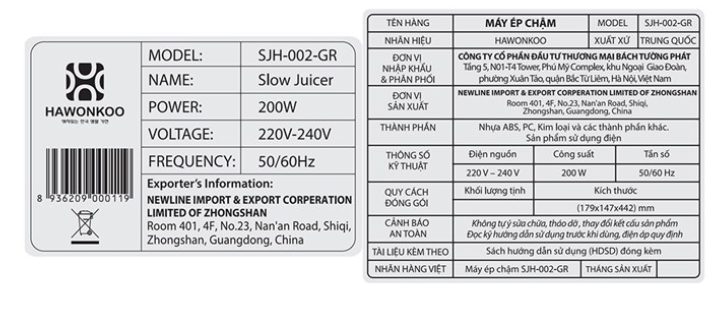 HAWONKOO
8 936209 000119
MODEL: SJH-002-GR
NAME: Slow Juicer
POWER: 200W
VOLTAGE: 220V-240V
FREQUENCY: 50/60Hz
Exporter's Information:
NEWLINE IMPORT & EXPORT CORPERATION
LIMITED OF ZHONGSHAN
Room 401, 4F, No.23, Nan'an Road, Shiqi,
Zhongshan, Guangdong, China
TÊN HÀNG MÁY ÉP CHẬM MODEL SJH-002-GR
NHÃN HIỆU HAWONKOO XUẤT XỨ TRUNG QUỐC
ĐƠN VỊ
NHẬP KHẨU
& PHÂN PHỐI
CÔNG TY CỔ PHẦN ĐẦU TƯ THƯƠNG MẠI BÁCH TƯỜNG PHÁT
Tầng 5, N01-T4 Tower, Phú Mỹ Complex, khu Ngoại Giao Đoàn,
phường Xuân Tảo, quận Bắc Từ Liêm, Hà Nội, Việt Nam
ĐƠN VỊ
SẢN XUẤT
NEWLINE IMPORT & EXPORT CORPERATION LIMITED OF ZHONGSHAN
Room 401, 4F, No.23, Nan'an Road, Shiqi,
Zhongshan, Guangdong, China
THÀNH PHẦN
Nhựa ABS, PC, Kim loại và các thành phần khác.
Sản phẩm sử dụng điện
THÔNG SỐ
KỸ THUẬT
Điện nguồn Công suất Tần số
220 V – 240 V 200 W 50/60 Hz
QUY CÁCH
ĐÓNG GÓI
Khối lượng tịnh Kích thước
(179x147x442) mm
CẢNH BÁO
AN TOÀN
Không tự ý sửa chữa, tháo dỡ, thay đổi kết cấu sản phẩm
Đọc kỹ hướng dẫn sử dụng trước khi dùng, điện áp quy định
TÀI LIỆU KÈM THEO Sách hướng dẫn sử dụng (HDSD) đóng kèm
NHÃN HÀNG VIỆT Máy ép chậm SJH-002-GR THÁNG SẢN XUẤT